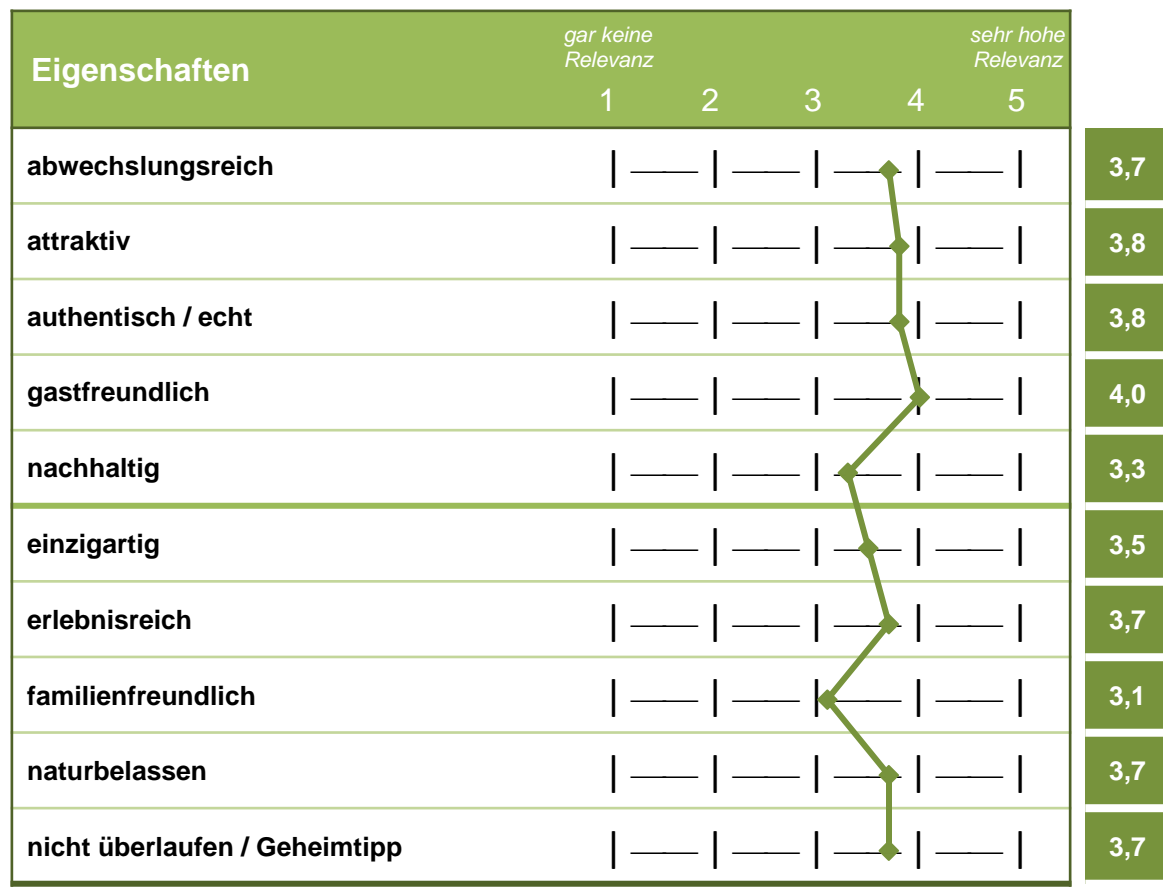 Eigenschaften
gar keine
Relevanz
sehr hohe
Relevanz
1 2 3 4 5
abwechslungsreich 3,7
attraktiv 3,8
authentisch / echt 3,8
gastfreundlich 4,0
nachhaltig 3,3
einzigartig 3,5
erlebnisreich 3,7
familienfreundlich 3,1
naturbelassen 3,7
nicht überlaufen / Geheimtipp 3,7